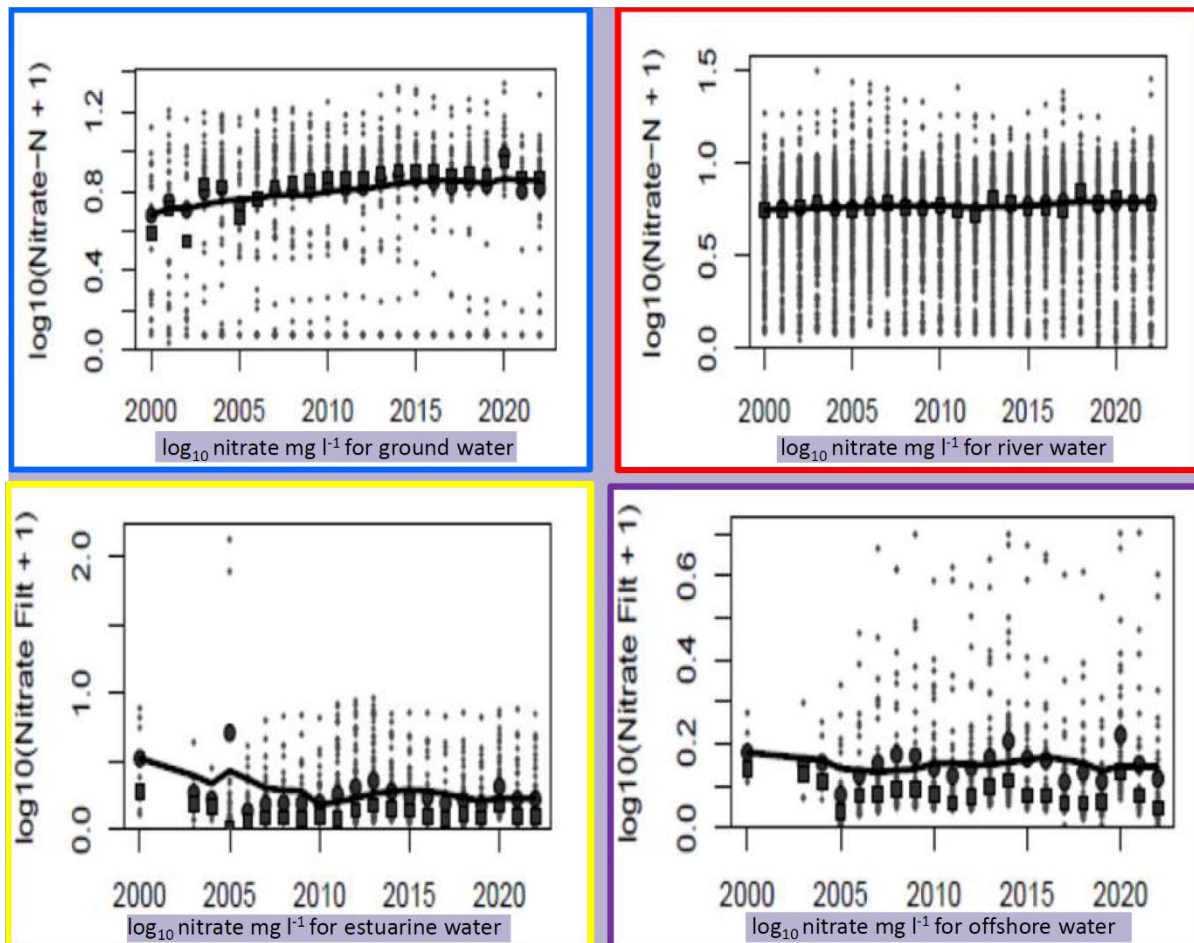 log10(Nitrate-N + 1)
0.0 0.4 0.8 1.2
2000 2005 2010 2015 2020
log₁₀ nitrate mg l⁻¹ for ground water
log10(Nitrate-N + 1)
0.0 0.5 1.0 1.5
2000 2005 2010 2015 2020
log₁₀ nitrate mg l⁻¹ for river water
log10(Nitrate Filt + 1)
0.0 1.0 2.0
2000 2005 2010 2015 2020
log₁₀ nitrate mg l⁻¹ for estuarine water
log10(Nitrate Filt + 1)
0.0 0.2 0.4 0.6
2000 2005 2010 2015 2020
log₁₀ nitrate mg l⁻¹ for offshore water